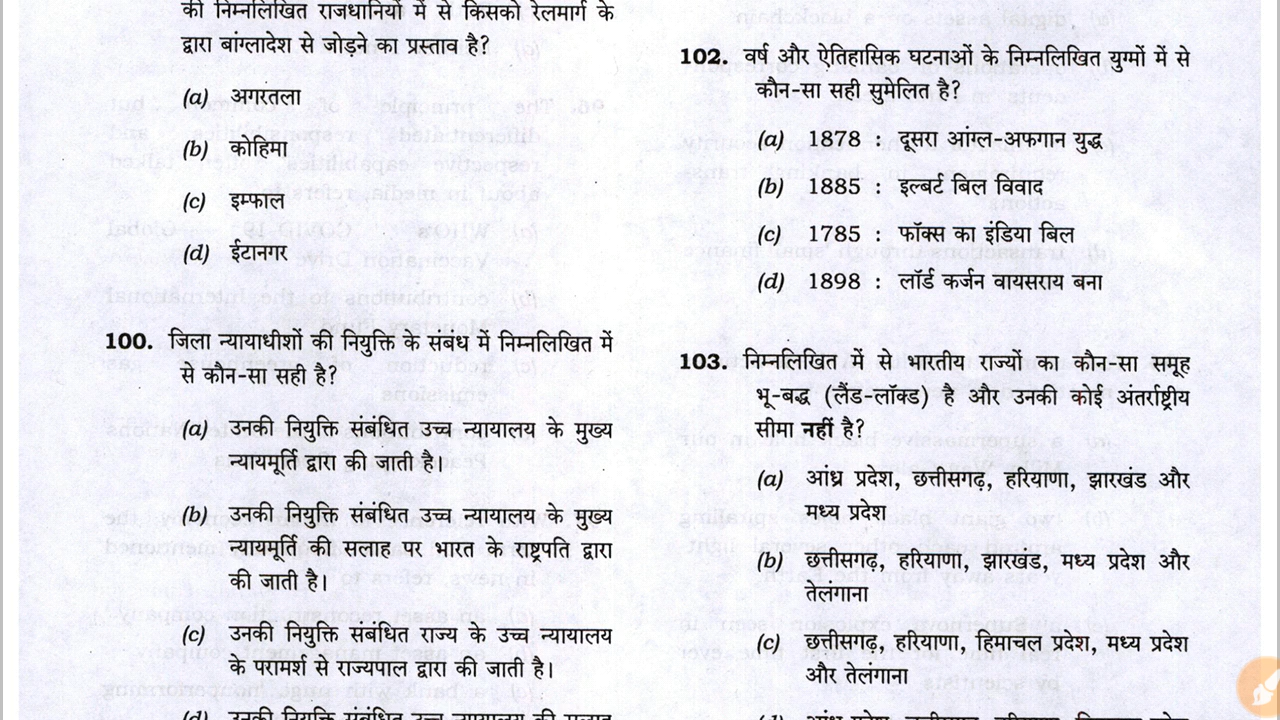 की निम्नलिखित राजधानियों में से किसको रेलमार्ग के
द्वारा बांग्लादेश से जोड़ने का प्रस्ताव है?
(a) अगरतला
(b) कोहिमा
(c) इम्फाल
(d) ईटानगर
100. जिला न्यायाधीशों की नियुक्ति के संबंध में निम्नलिखित में
से कौन-सा सही है?
(a) उनकी नियुक्ति संबंधित उच्च न्यायालय के मुख्य
न्यायमूर्ति द्वारा की जाती है।
(b) उनकी नियुक्ति संबंधित उच्च न्यायालय के मुख्य
न्यायमूर्ति की सलाह पर भारत के राष्ट्रपति द्वारा
की जाती है।
(c) उनकी नियुक्ति संबंधित राज्य के उच्च न्यायालय
के परामर्श से राज्यपाल द्वारा की जाती है।
102. वर्ष और ऐतिहासिक घटनाओं के निम्नलिखित युग्मों में से
कौन-सा सही सुमेलित है?
(a) 1878 : दूसरा आंग्ल-अफगान युद्ध
(b) 1885 : इल्बर्ट बिल विवाद
(c) 1785 : फॉक्स का इंडिया बिल
(d) 1898 : लॉर्ड कर्जन वायसराय बना
103. निम्नलिखित में से भारतीय राज्यों का कौन-सा समूह
भू-बद्ध (लैंड-लॉक्ड) है और उनकी कोई अंतर्राष्ट्रीय
सीमा नहीं है?
(a) आंध्र प्रदेश, छत्तीसगढ़, हरियाणा, झारखंड और
मध्य प्रदेश
(b) छत्तीसगढ़, हरियाणा, झारखंड, मध्य प्रदेश और
तेलंगाना
(c) छत्तीसगढ़, हरियाणा, हिमाचल प्रदेश, मध्य प्रदेश
और तेलंगाना